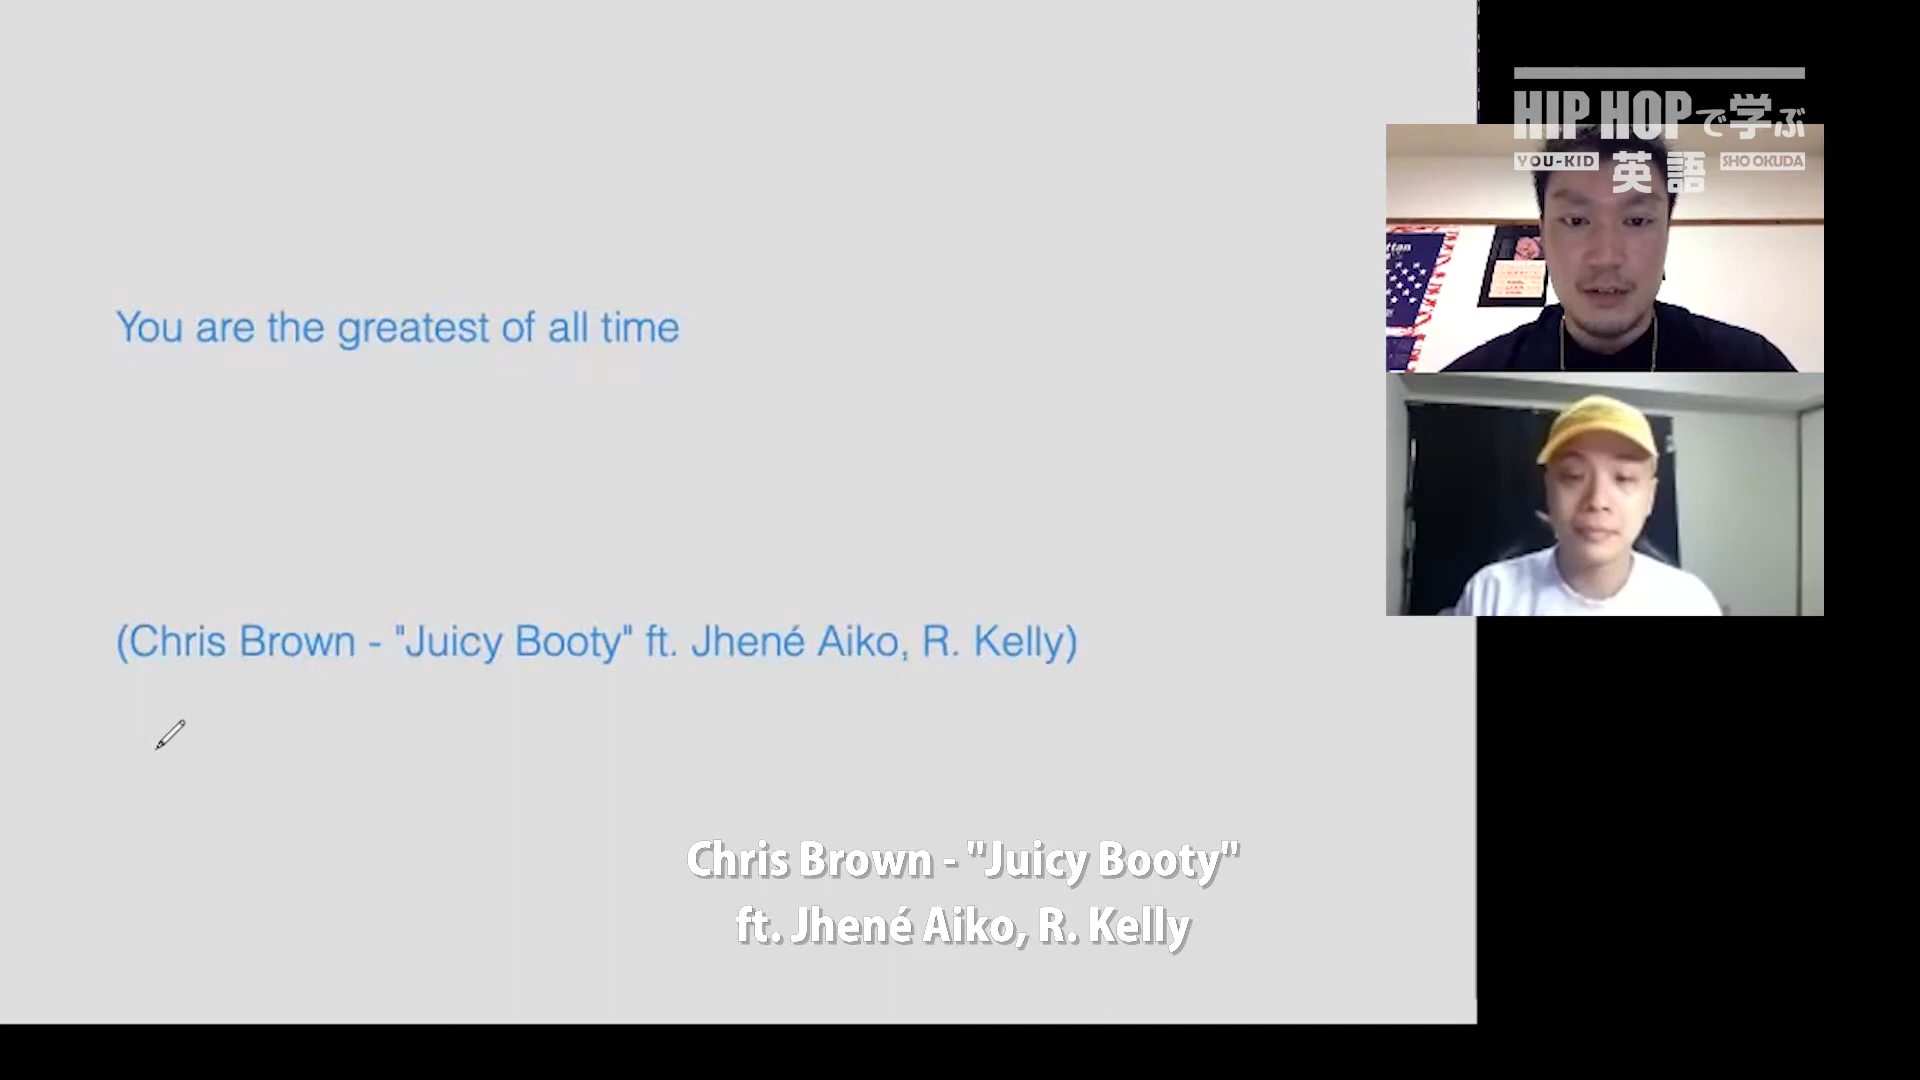 You are the greatest of all time
(Chris Brown - "Juicy Booty" ft. Jhené Aiko, R. Kelly)
Chris Brown - "Juicy Booty"
ft. Jhené Aiko, R. Kelly
HIP HOPで学ぶ
YOU-KID 英語 SHO OKUDA